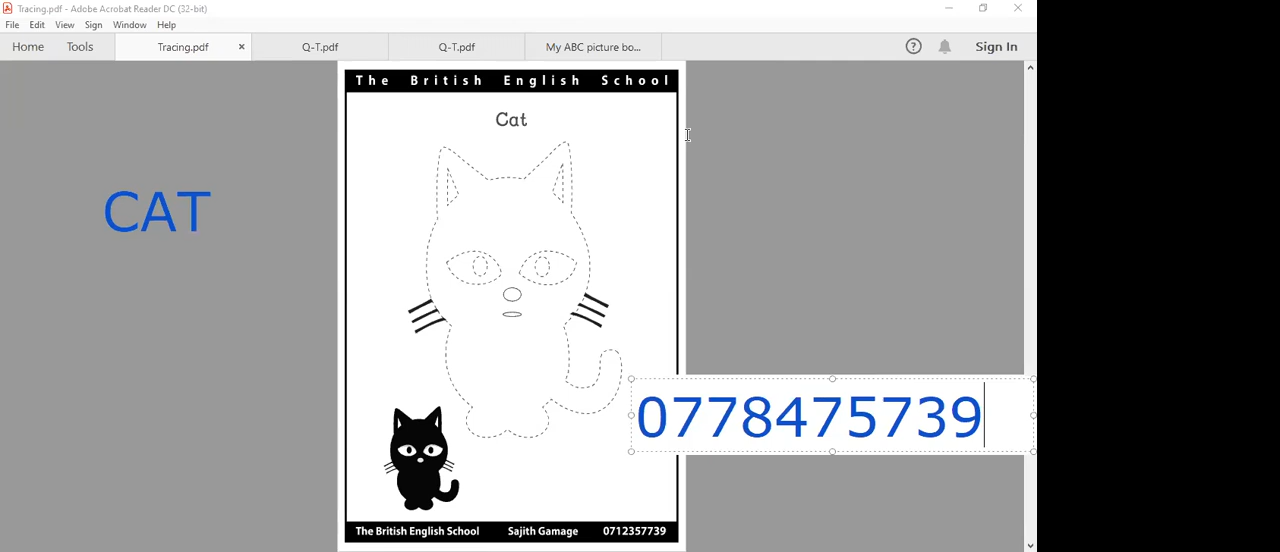 Tracing.pdf - Adobe Acrobat Reader DC (32-bit)
File Edit View Sign Window Help
Home Tools Tracing.pdf × Q-T.pdf Q-T.pdf My ABC picture bo... ? Sign In
The British English School
Cat
CAT
0778475739
The British English School Sajith Gamage 0712357739